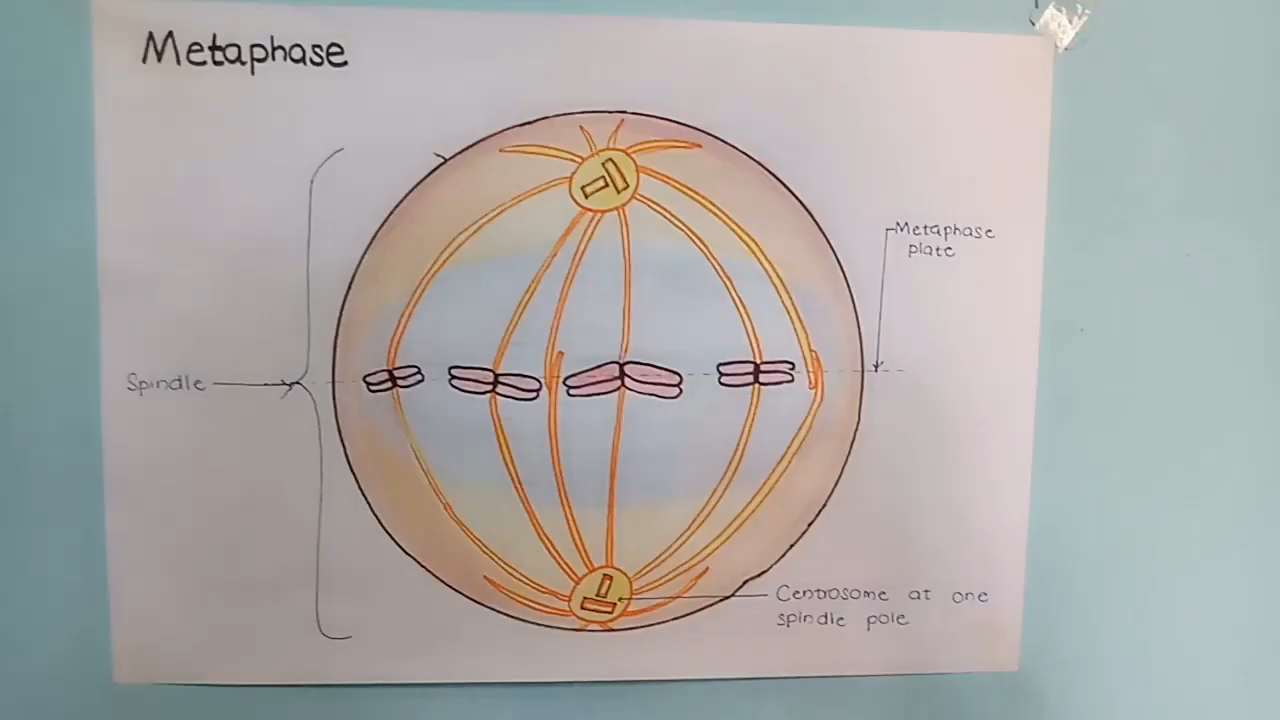 Metaphase
Metaphase
plate
Spindle
Centrosome at one
spindle pole